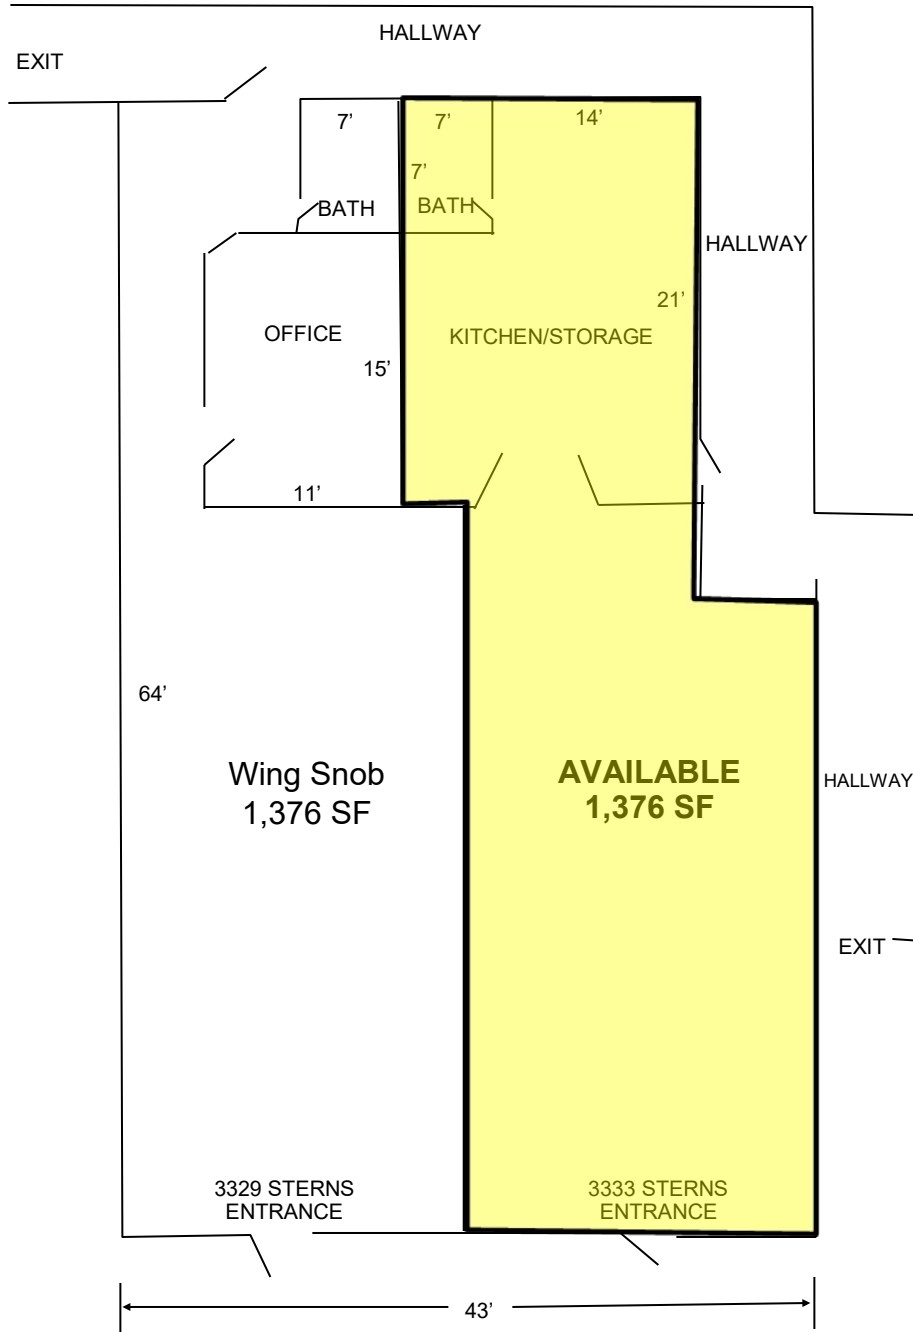 HALLWAY
EXIT
7’
7’
14’
7’
BATH
BATH
HALLWAY
21’
OFFICE
KITCHEN/STORAGE
15’
11’
64’
Wing Snob
1,376 SF
AVAILABLE
1,376 SF
HALLWAY
EXIT
3329 STERNS
ENTRANCE
3333 STERNS
ENTRANCE
43’